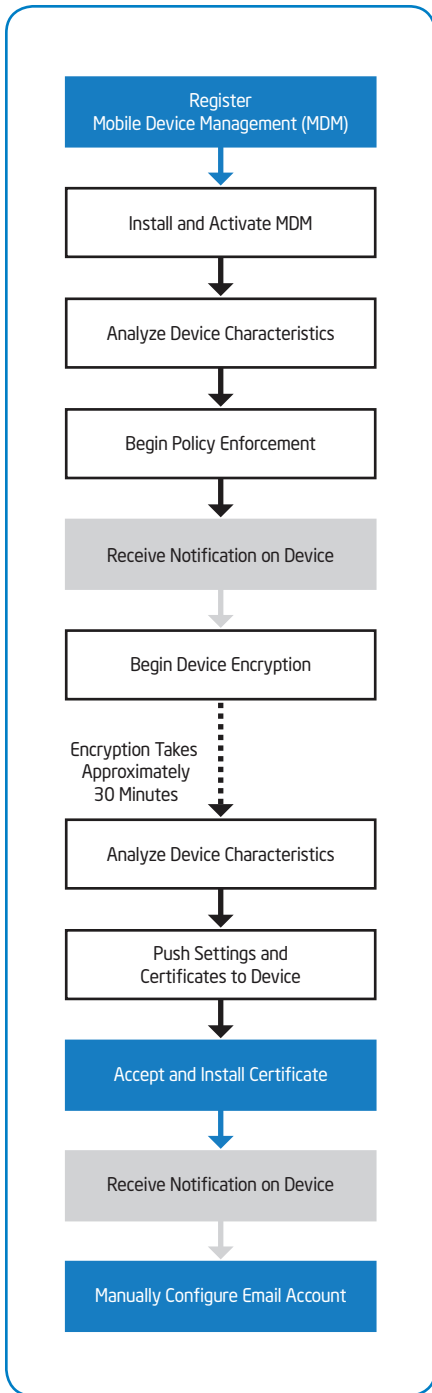 Register
Mobile Device Management (MDM)
Install and Activate MDM
Analyze Device Characteristics
Begin Policy Enforcement
Receive Notification on Device
Begin Device Encryption
Encryption Takes
Approximately
30 Minutes
Analyze Device Characteristics
Push Settings and
Certificates to Device
Accept and Install Certificate
Receive Notification on Device
Manually Configure Email Account